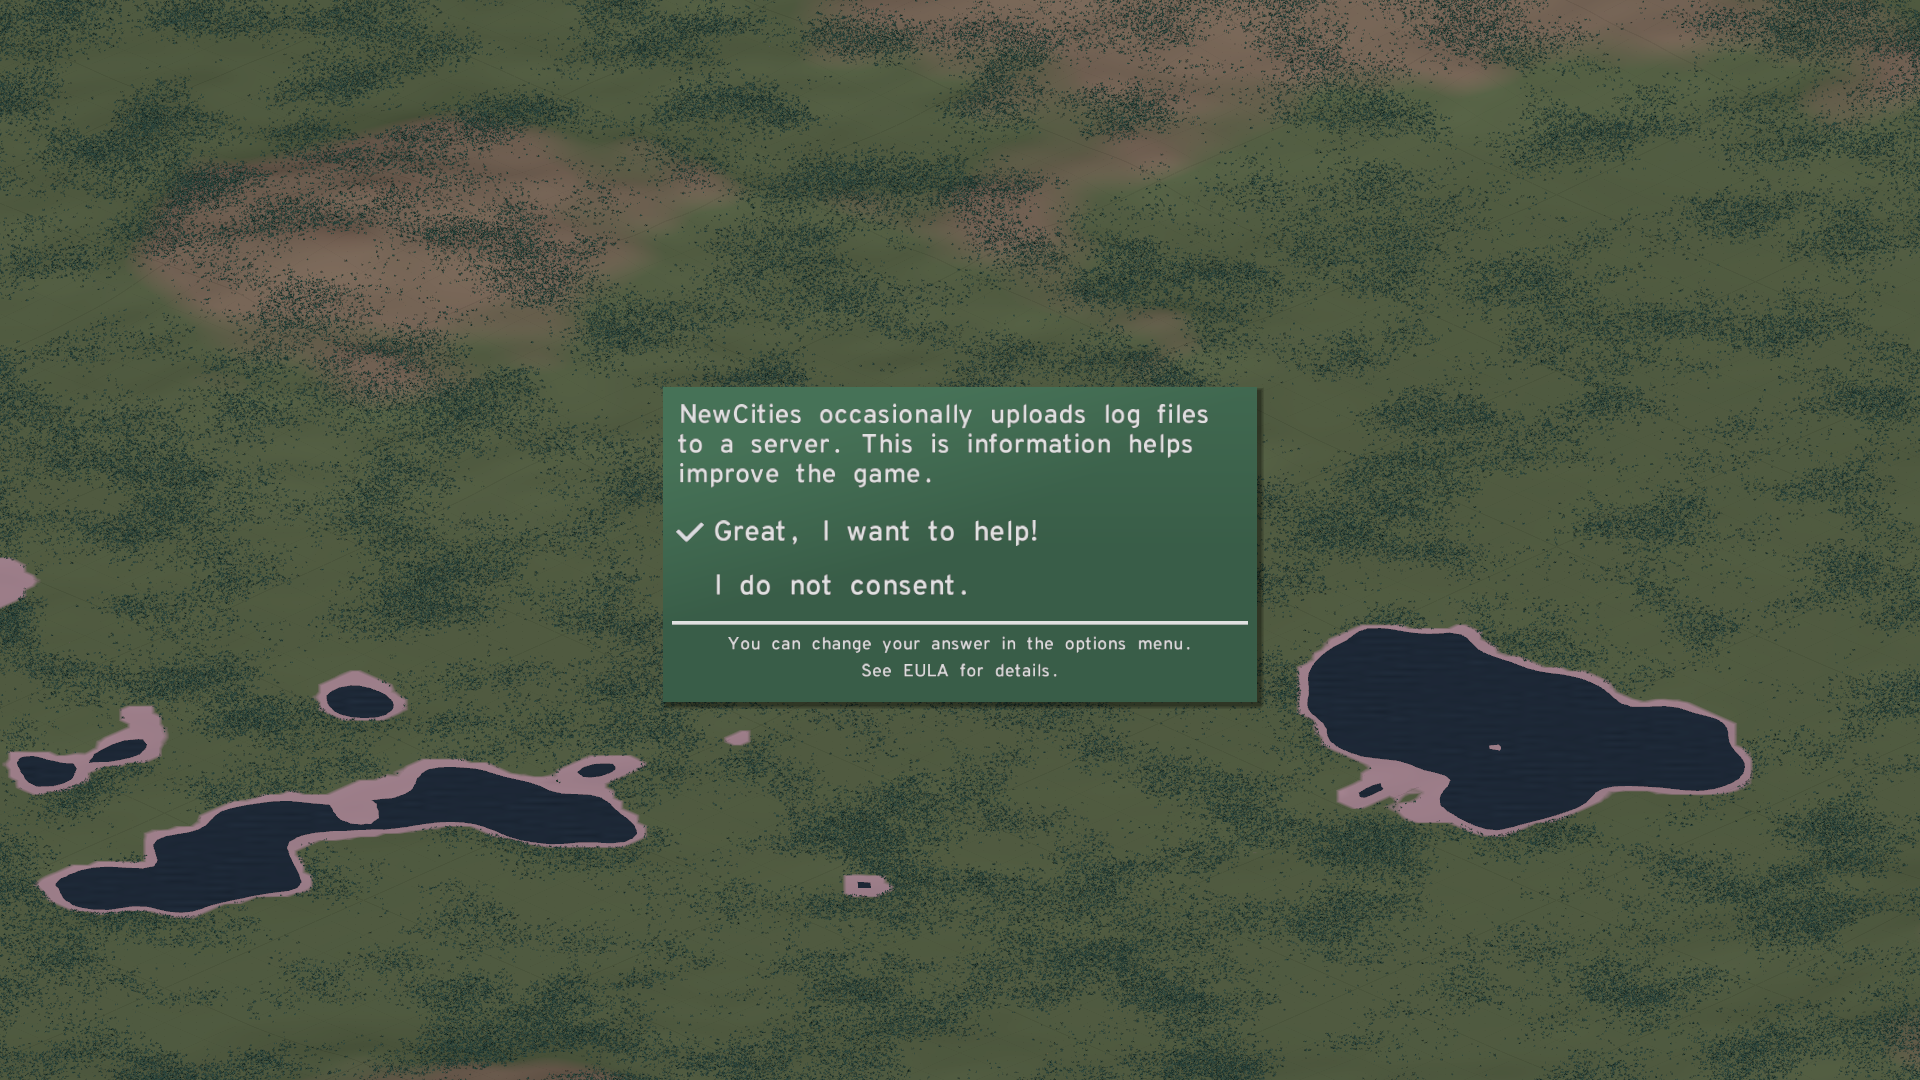 NewCities occasionally uploads log files
to a server. This is information helps
improve the game.
Great, I want to help!
I do not consent.
You can change your answer in the options menu.
See EULA for details.